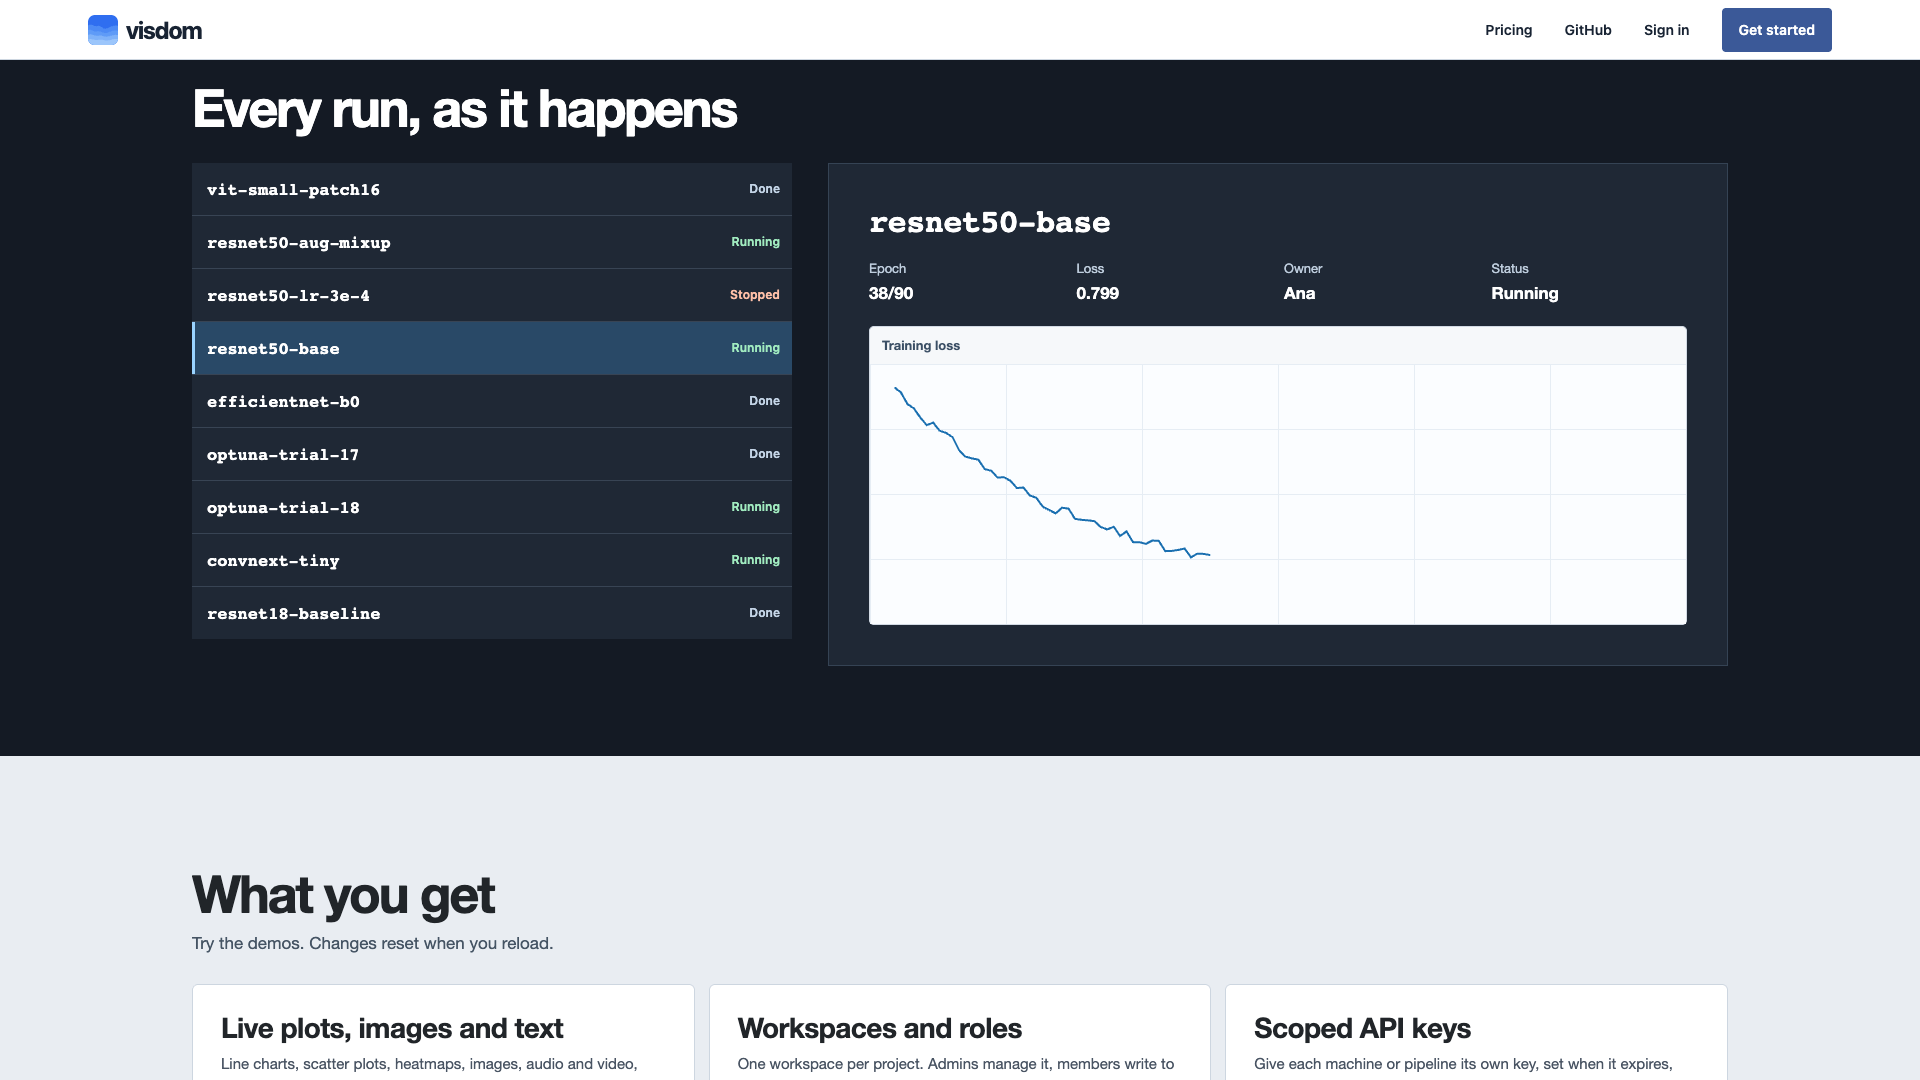 visdom
Pricing
GitHub
Sign in
Get started
Every run, as it happens
vit-small-patch16
Done
resnet50-aug-mixup
Running
resnet50-lr-3e-4
Stopped
resnet50-base
Running
efficientnet-b0
Done
optuna-trial-17
Done
optuna-trial-18
Running
convnext-tiny
Running
resnet18-baseline
Done
resnet50-base
Epoch
38/90
Loss
0.799
Owner
Ana
Status
Running
Training loss
What you get
Try the demos. Changes reset when you reload.
Live plots, images and text
Line charts, scatter plots, heatmaps, images, audio and video,
Workspaces and roles
One workspace per project. Admins manage it, members write to
Scoped API keys
Give each machine or pipeline its own key, set when it expires,